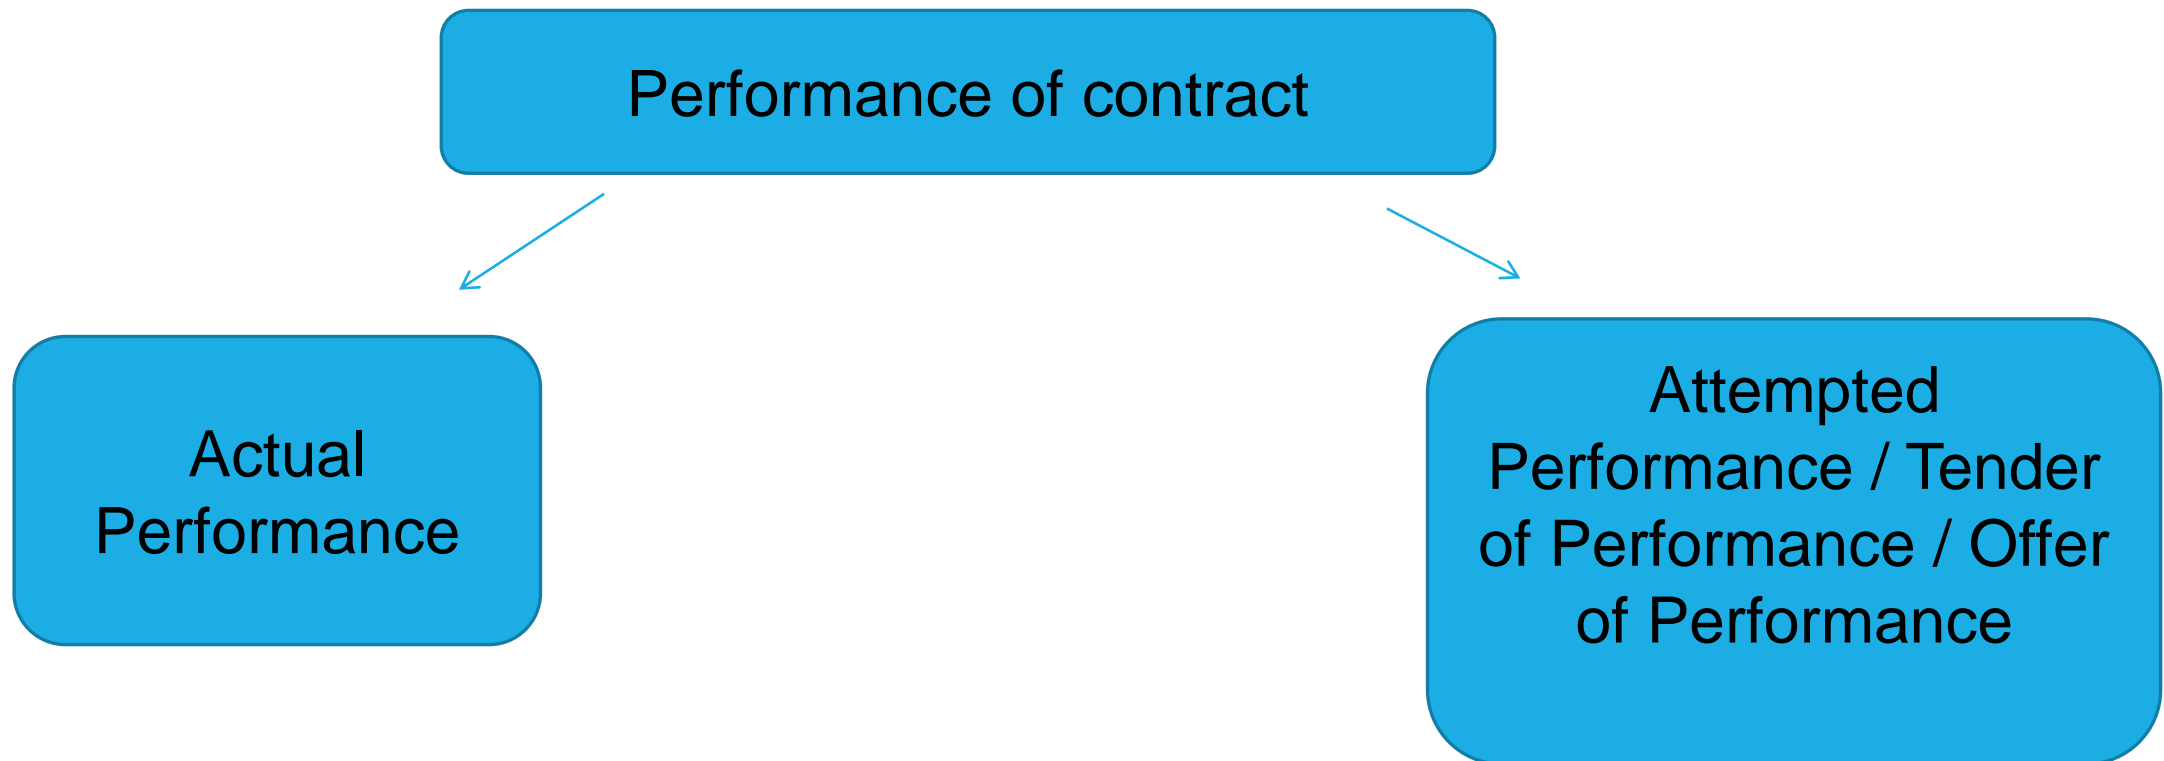 Performance of contract
Actual
Performance
Attempted
Performance / Tender
of Performance / Offer
of Performance